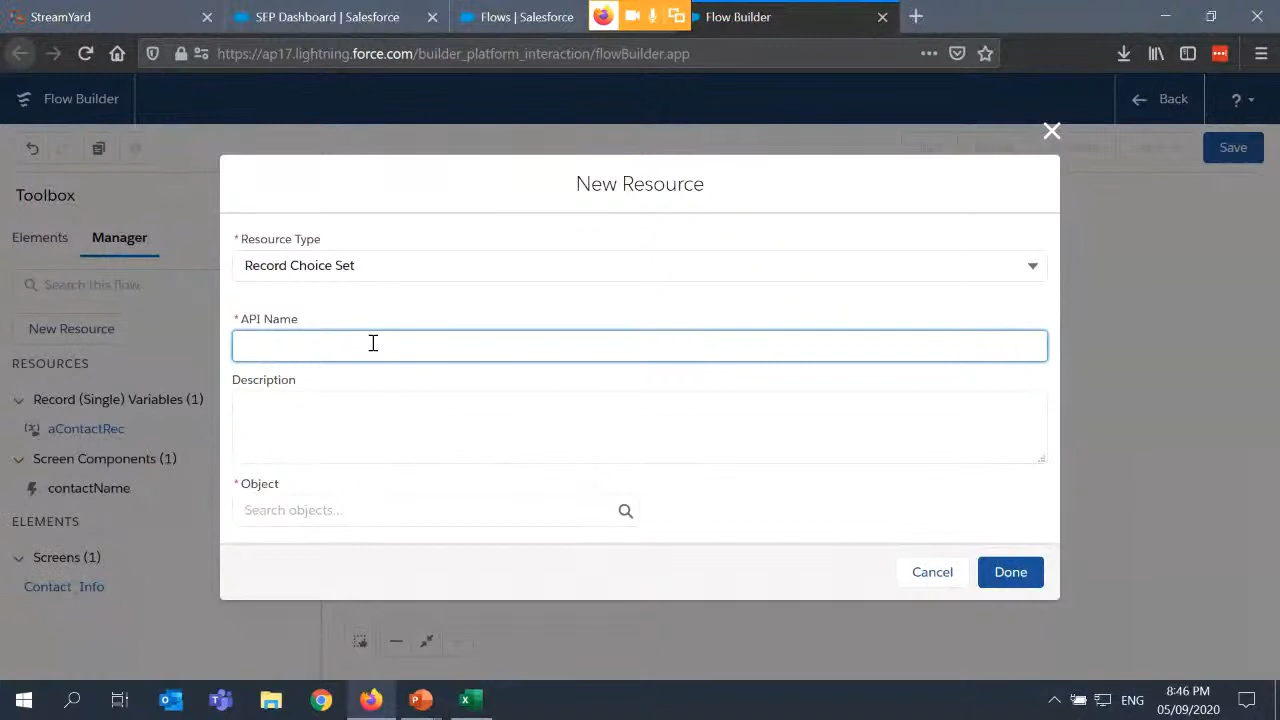 StreamYard
SEP Dashboard | Salesforce
Flows | Salesforce
Flow Builder
https://ap17.lightning.force.com/builder_platform_interaction/flowBuilder.app
Flow Builder
Back
?
Save
Toolbox
Elements
Manager
Search this flow
New Resource
RESOURCES
Record (Single) Variables (1)
aContactRec
Screen Components (1)
contactName
ELEMENTS
Screens (1)
Contact_Info
New Resource
* Resource Type
Record Choice Set
* API Name
Description
* Object
Search objects...
Cancel
Done
ENG
8:46 PM
05/09/2020